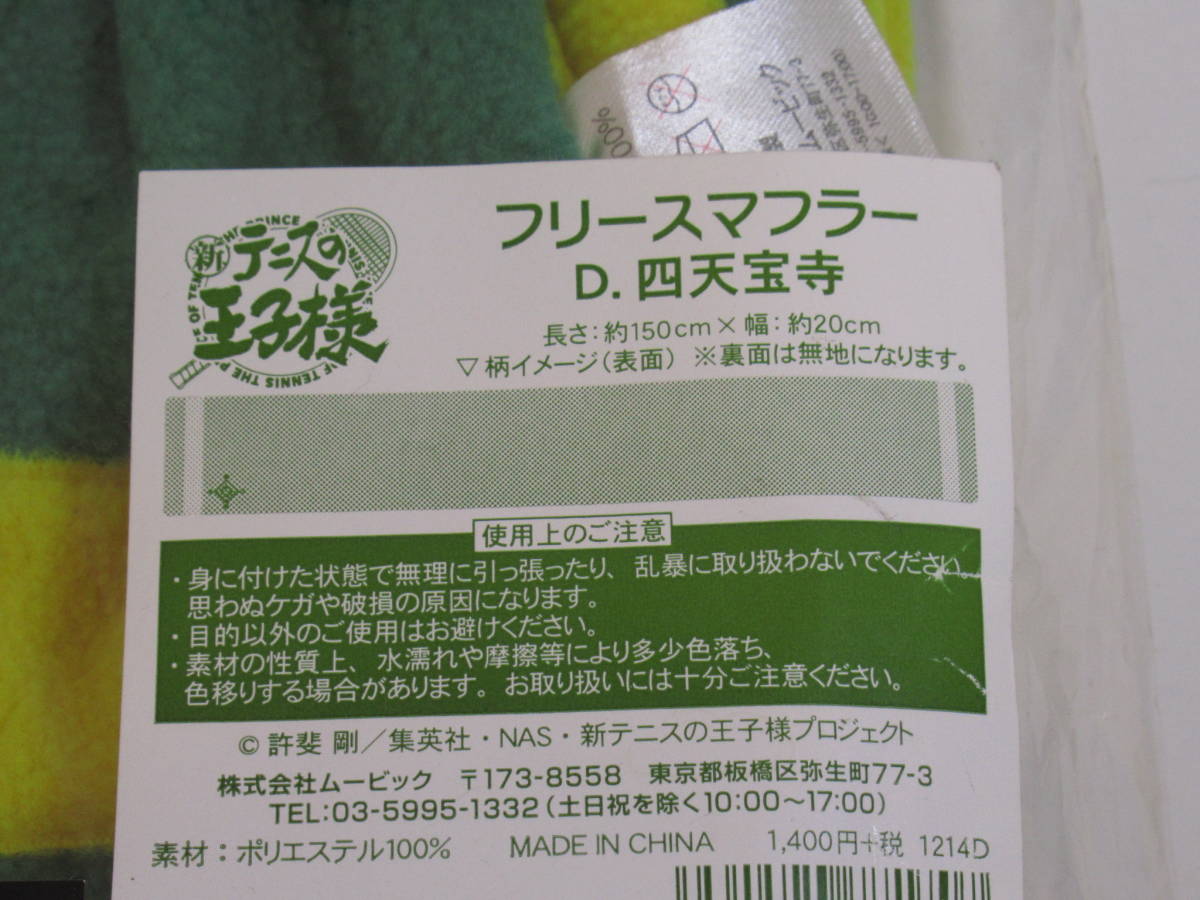 新テニスの
王子様
フリースマフラー
D. 四天宝寺
長さ：約150cm×幅：約20cm
▽柄イメージ（表面） ※裏面は無地になります。
使用上のご注意
・身に付けた状態で無理に引っ張ったり、乱暴に取り扱わないでください。
思わぬケガや破損の原因になります。
・目的以外のご使用はお避けください。
・素材の性質上、水濡れや摩擦等により多少色落ち、
色移りする場合があります。お取り扱いには十分ご注意ください。
© 許斐 剛／集英社・NAS・新テニスの王子様プロジェクト
株式会社ムービック 〒173-8558 東京都板橋区弥生町77-3
TEL:03-5995-1332（土日祝を除く10:00～17:00）
素材：ポリエステル100% MADE IN CHINA 1,400円+税 1214D